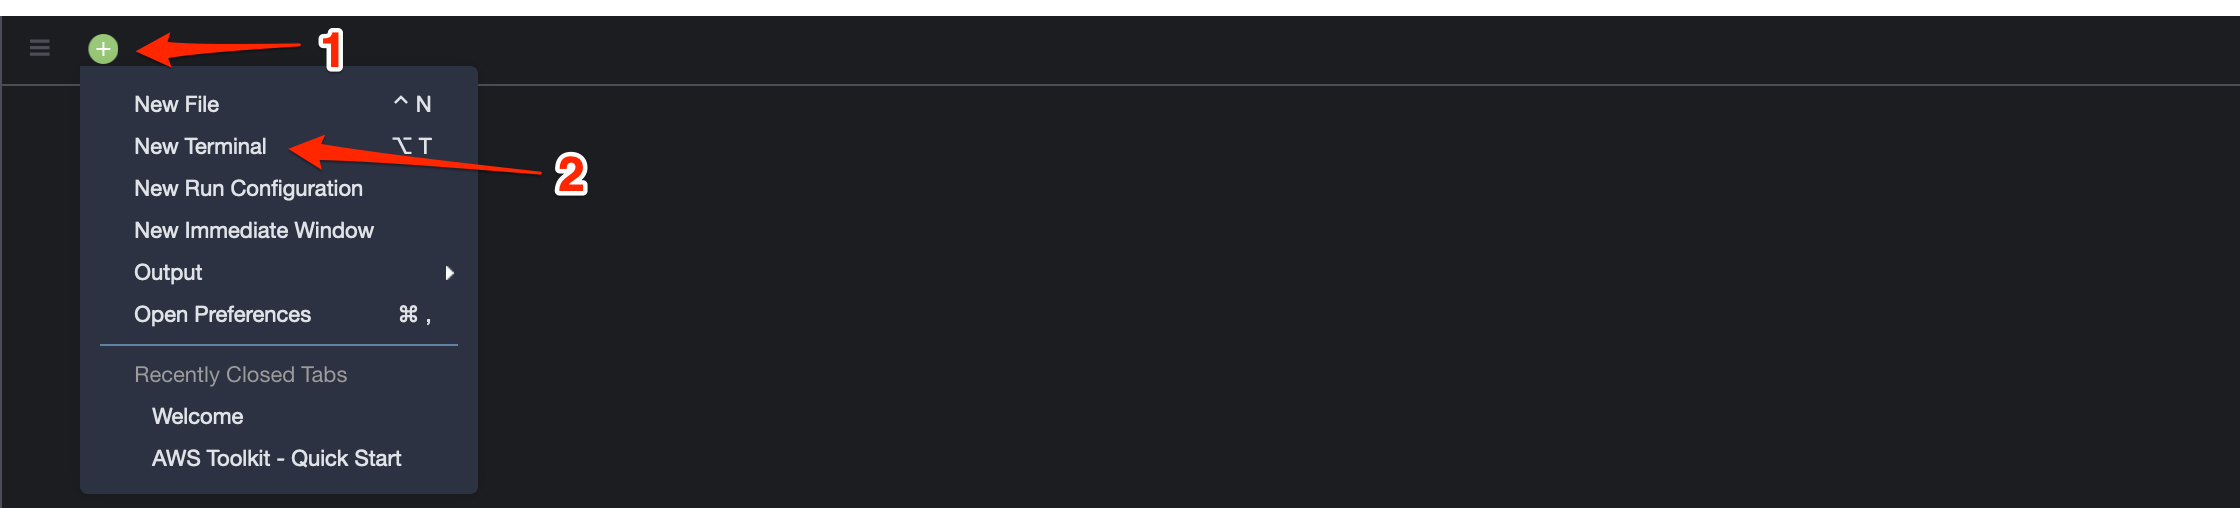 1
New File ^ N
New Terminal ⌥ T
2
New Run Configuration
New Immediate Window
Output
Open Preferences ⌘ ,
Recently Closed Tabs
Welcome
AWS Toolkit - Quick Start